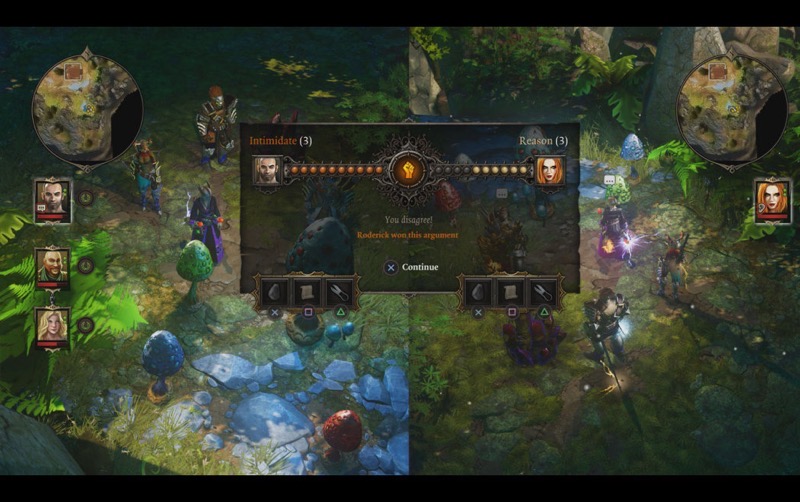 Intimidate (3)
Reason (3)
You disagree!
Roderick won this argument
Continue